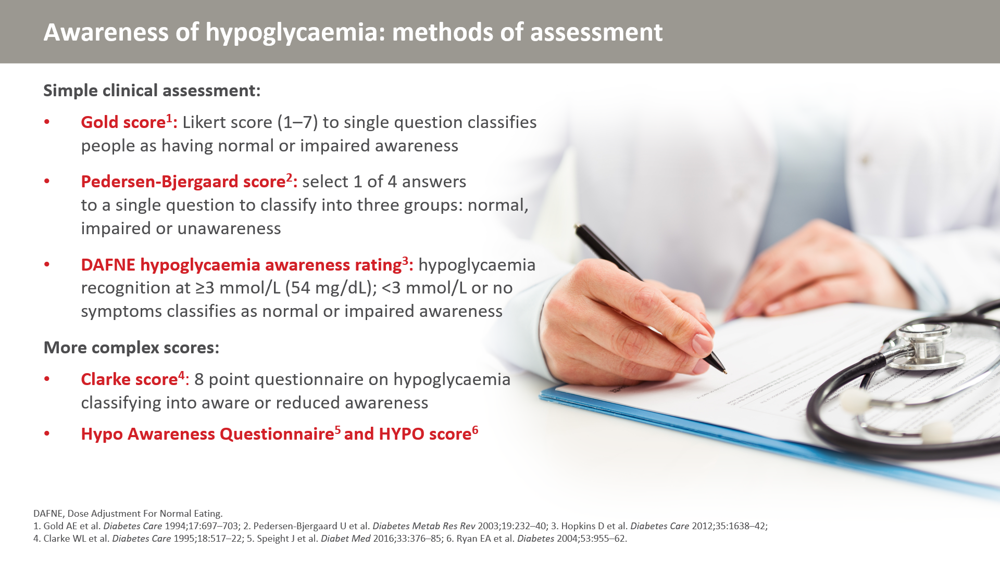 Awareness of hypoglycaemia: methods of assessment
Simple clinical assessment:
• Gold score¹: Likert score (1–7) to single question classifies
people as having normal or impaired awareness
• Pedersen-Bjergaard score²: select 1 of 4 answers
to a single question to classify into three groups: normal,
impaired or unawareness
• DAFNE hypoglycaemia awareness rating³: hypoglycaemia
recognition at ≥3 mmol/L (54 mg/dL); <3 mmol/L or no
symptoms classifies as normal or impaired awareness
More complex scores:
• Clarke score⁴: 8 point questionnaire on hypoglycaemia
classifying into aware or reduced awareness
• Hypo Awareness Questionnaire⁵ and HYPO score⁶
DAFNE, Dose Adjustment For Normal Eating.
1. Gold AE et al. Diabetes Care 1994;17:697–703; 2. Pedersen-Bjergaard U et al. Diabetes Metab Res Rev 2003;19:232–40; 3. Hopkins D et al. Diabetes Care 2012;35:1638–42;
4. Clarke WL et al. Diabetes Care 1995;18:517–22; 5. Speight J et al. Diabet Med 2016;33:376–85; 6. Ryan EA et al. Diabetes 2004;53:955–62.